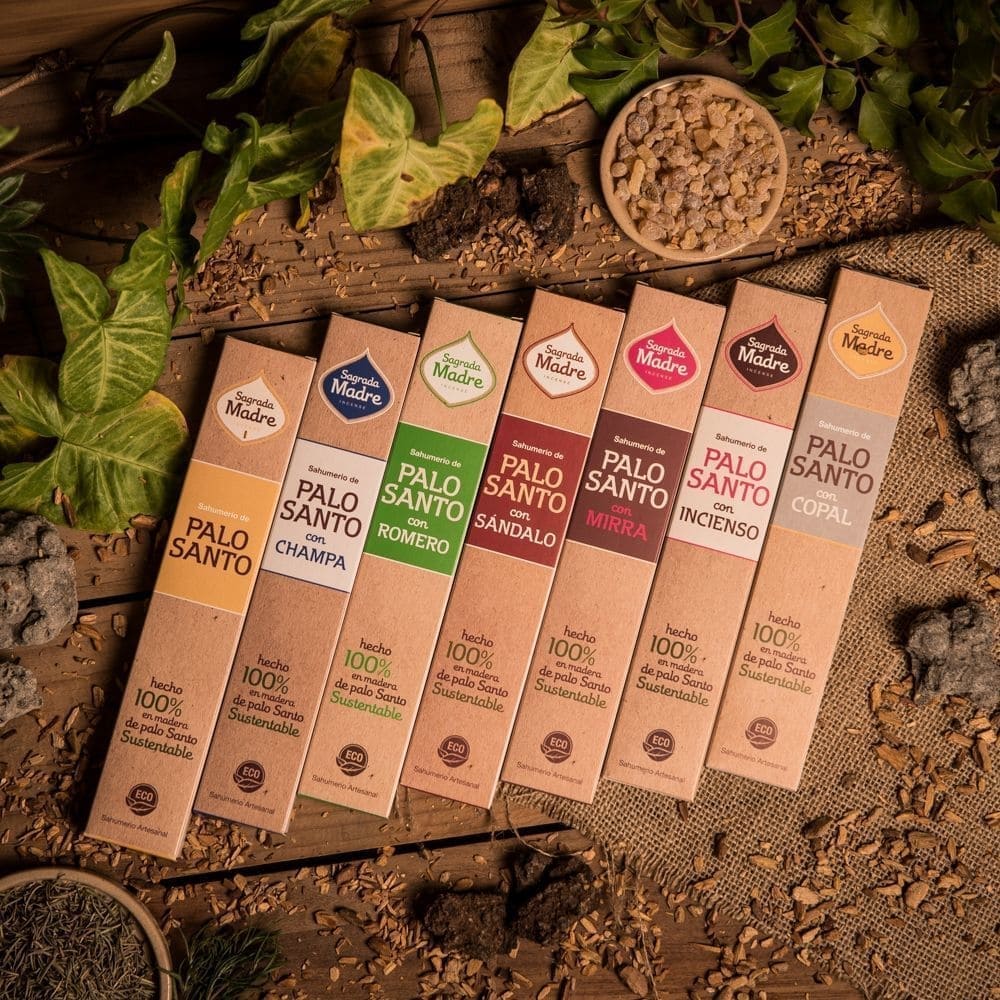 Sagrada
Madre
Sahumerio de
PALO
SANTO
hecho
100%
en madera
de palo Santo
Sustentable
ECO
Sahumerio Artesanal
Sagrada
Madre
INCENSE
Sahumerio de
PALO
SANTO
con
CHAMPA
hecho
100%
en madera
de palo Santo
Sustentable
ECO
Sahumerio Artesanal
Sagrada
Madre
INCENSE
Sahumerio de
PALO
SANTO
con
ROMERO
hecho
100%
en madera
de palo Santo
Sustentable
ECO
Sahumerio Artesanal
Sagrada
Madre
INCENSE
Sahumerio de
PALO
SANTO
con
SÁNDALO
hecho
100%
en madera
de palo Santo
Sustentable
ECO
Sahumerio Artesanal
Sagrada
Madre
INCENSE
Sahumerio de
PALO
SANTO
con
MIRRA
hecho
100%
en madera
de palo Santo
Sustentable
ECO
Sahumerio Artesanal
Sagrada
Madre
INCENSE
Sahumerio de
PALO
SANTO
con
INCIENSO
hecho
100%
en madera
de palo Santo
Sustentable
ECO
Sahumerio Artesanal
Sagrada
Madre
Sahumerio de
PALO
SANTO
con
COPAL
hecho
100%
en madera
de palo Santo
Sustentable
ECO
Sahumerio Artesanal